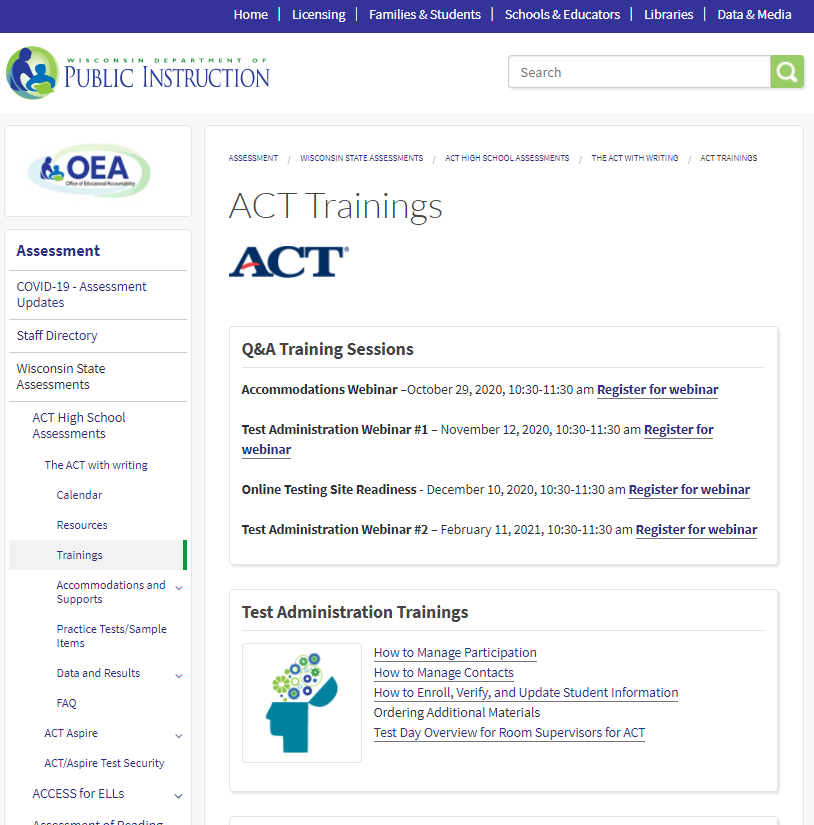 Home | Licensing | Families & Students | Schools & Educators | Libraries | Data & Media
WISCONSIN DEPARTMENT OF
PUBLIC INSTRUCTION
Search
OEA
Office of Educational Accountability
Assessment
COVID-19 - Assessment
Updates
Staff Directory
Wisconsin State
Assessments
ACT High School
Assessments
The ACT with writing
Calendar
Resources
Trainings
Accommodations and
Supports
Practice Tests/Sample
Items
Data and Results
FAQ
ACT Aspire
ACT/Aspire Test Security
ACCESS for ELLs
Assessment of Reading
ASSESSMENT / WISCONSIN STATE ASSESSMENTS / ACT HIGH SCHOOL ASSESSMENTS / THE ACT WITH WRITING / ACT TRAININGS
ACT Trainings
ACT®
Q&A Training Sessions
Accommodations Webinar –October 29, 2020, 10:30-11:30 am Register for webinar
Test Administration Webinar #1 – November 12, 2020, 10:30-11:30 am Register for
webinar
Online Testing Site Readiness - December 10, 2020, 10:30-11:30 am Register for webinar
Test Administration Webinar #2 – February 11, 2021, 10:30-11:30 am Register for webinar
Test Administration Trainings
How to Manage Participation
How to Manage Contacts
How to Enroll, Verify, and Update Student Information
Ordering Additional Materials
Test Day Overview for Room Supervisors for ACT